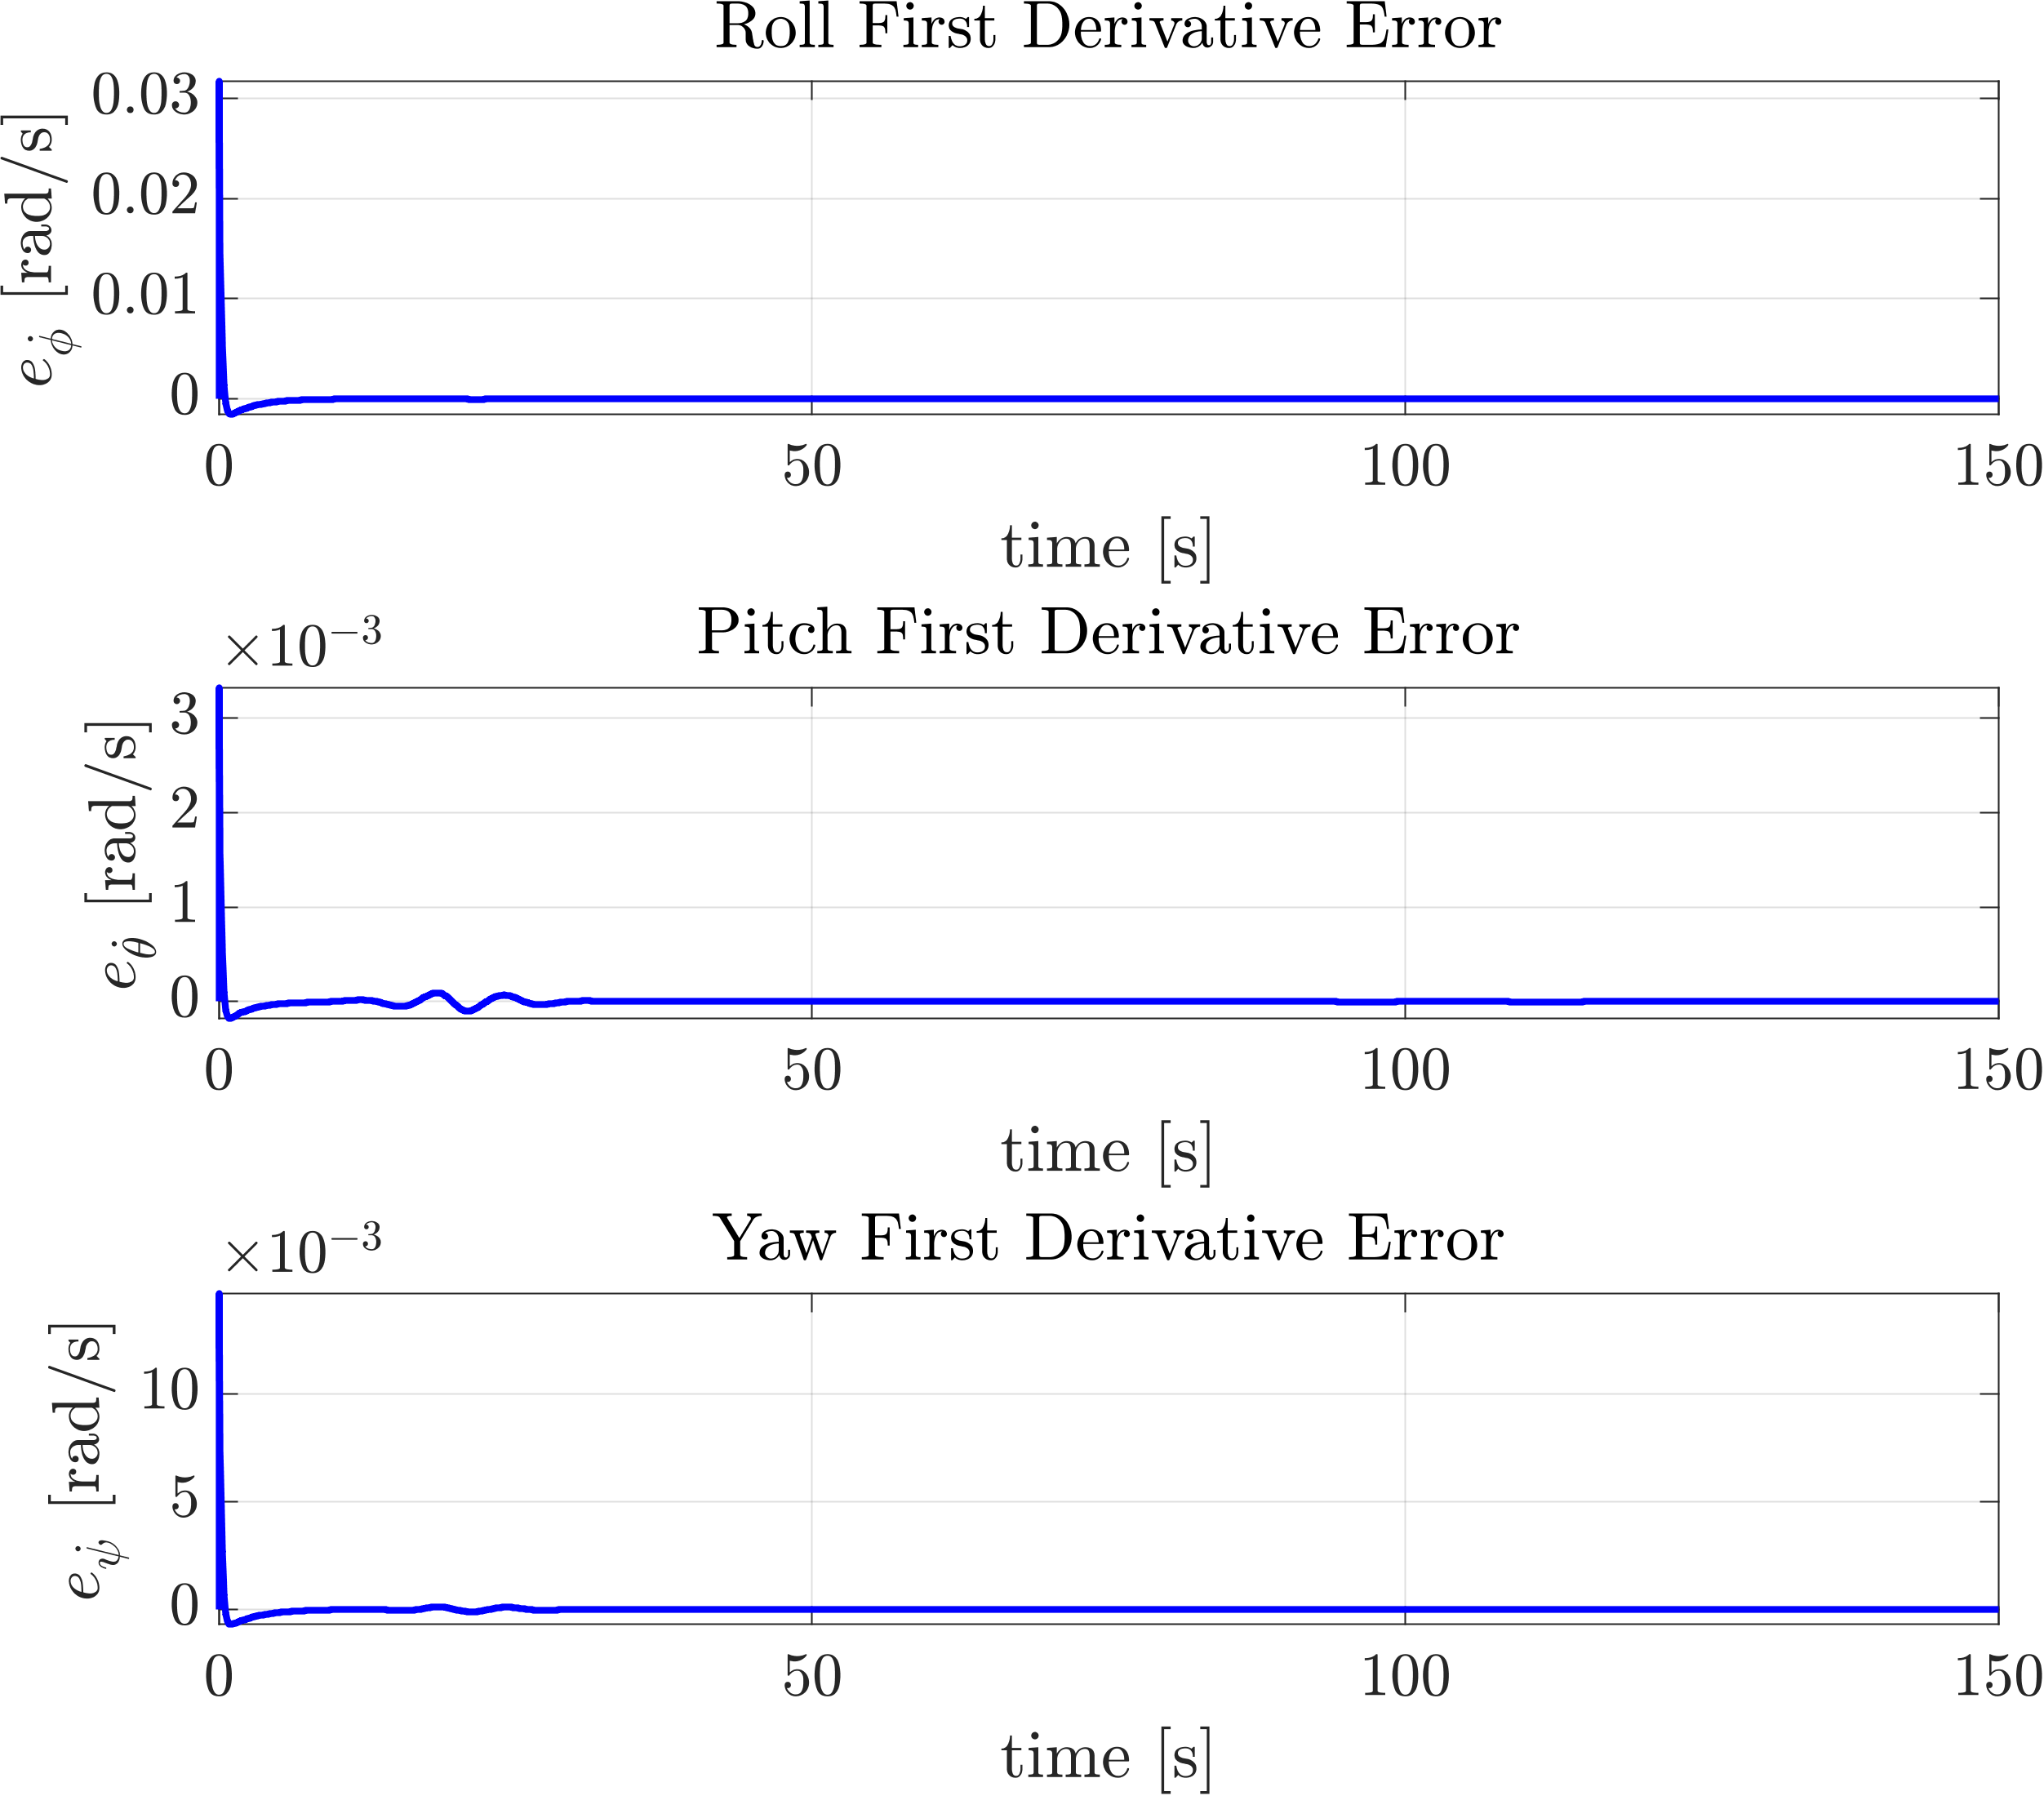 Roll First Derivative Error
e_φ̇ [rad/s]
0.03
0.02
0.01
0
0 50 100 150
time [s]
×10⁻³
Pitch First Derivative Error
e_θ̇ [rad/s]
3
2
1
0
0 50 100 150
time [s]
×10⁻³
Yaw First Derivative Error
e_ψ̇ [rad/s]
10
5
0
0 50 100 150
time [s]